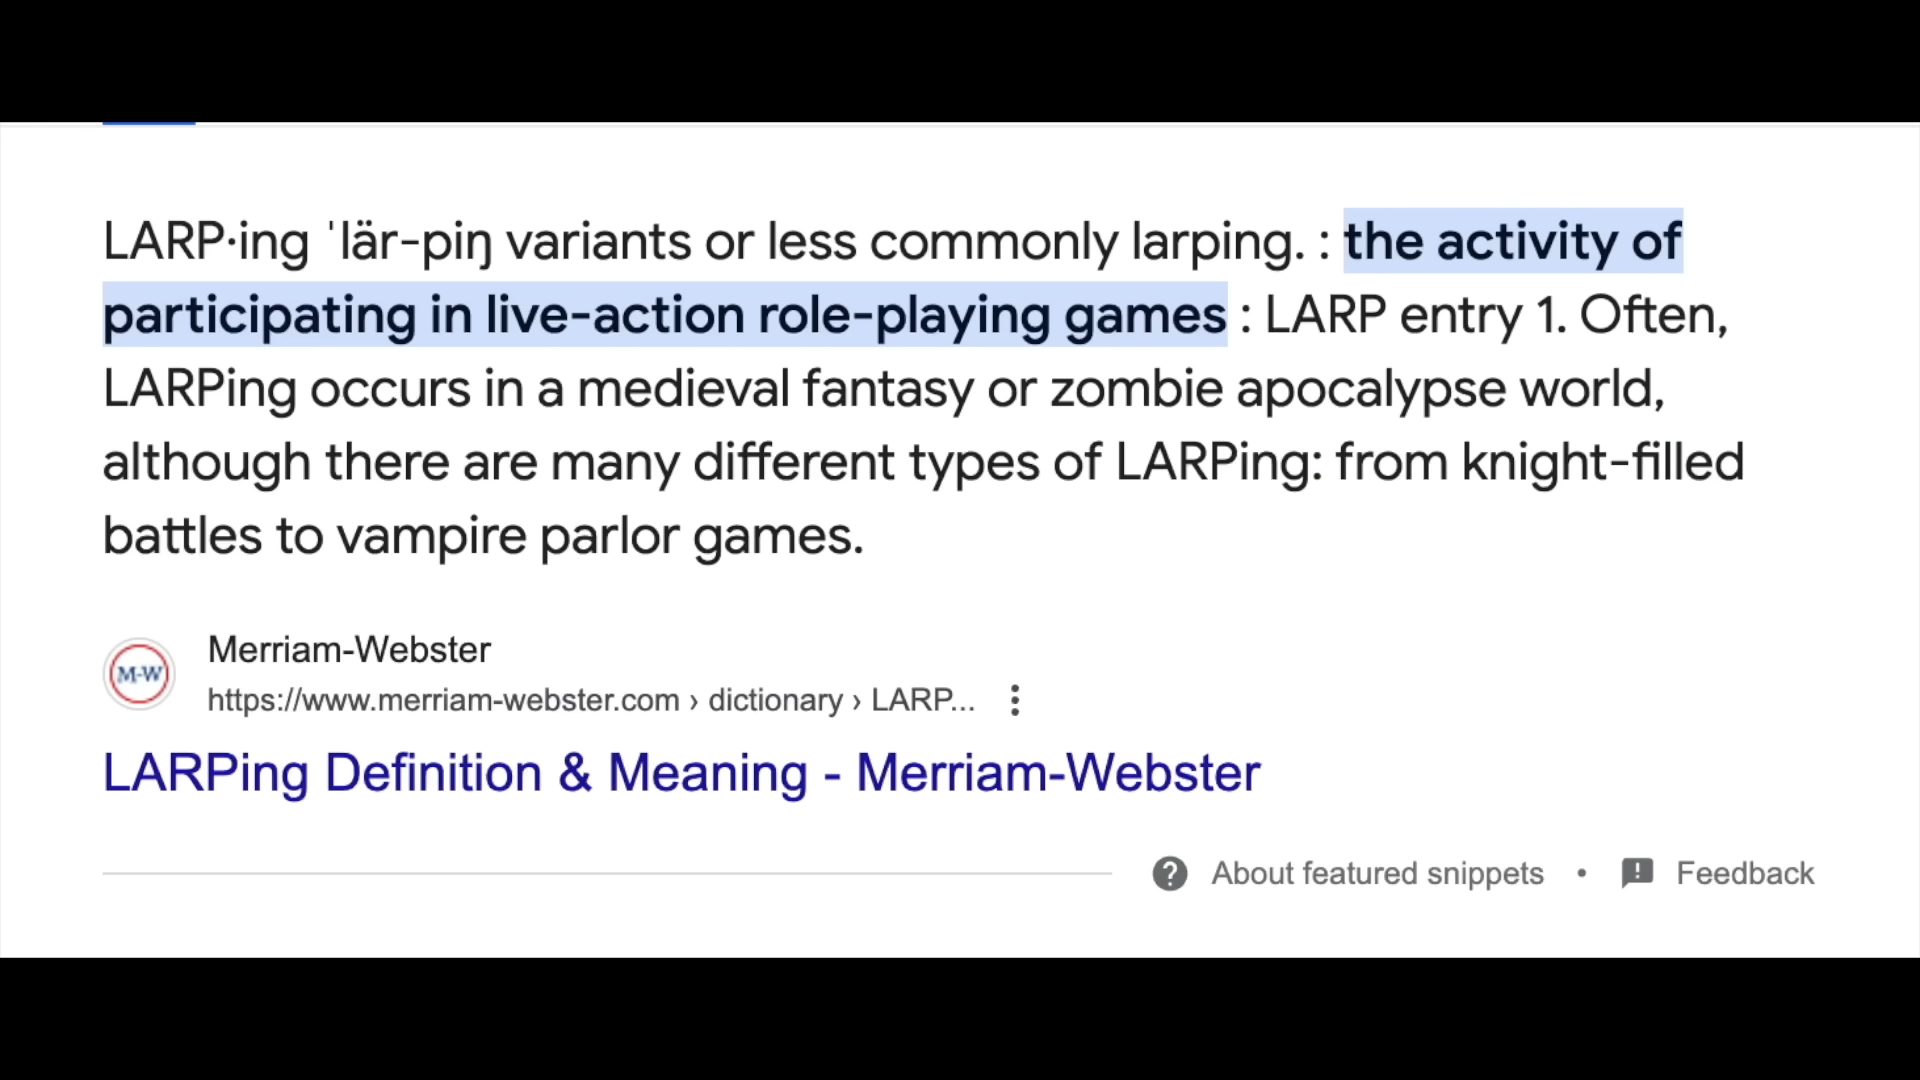 LARP·ing ˈlär-piŋ variants or less commonly larping. : the activity of
participating in live-action role-playing games : LARP entry 1. Often,
LARPing occurs in a medieval fantasy or zombie apocalypse world,
although there are many different types of LARPing: from knight-filled
battles to vampire parlor games.
M-W
Merriam-Webster
https://www.merriam-webster.com › dictionary › LARP...
LARPing Definition & Meaning - Merriam-Webster
About featured snippets • Feedback